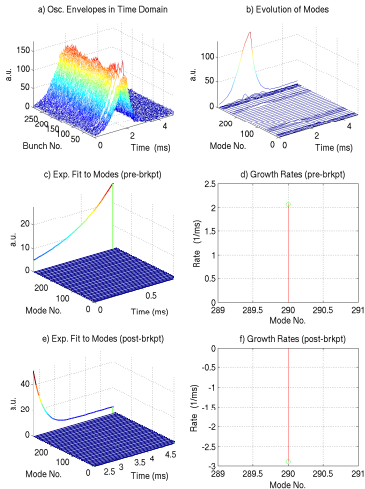 a) Osc. Envelopes in Time Domain
a.u.
150
100
50
0
250
200
150
100
50
0
2
4
Bunch No.
Time (ms)
b) Evolution of Modes
a.u.
100
50
0
200
100
0
0
2
4
Mode No.
Time (ms)
c) Exp. Fit to Modes (pre-brkpt)
a.u.
30
20
10
0
200
100
0
0
0.5
Mode No.
Time (ms)
d) Growth Rates (pre-brkpt)
Rate (1/ms)
2.5
2
1.5
1
0.5
0
289
289.5
290
290.5
291
Mode No.
e) Exp. Fit to Modes (post-brkpt)
a.u.
40
20
0
200
100
0
2.5
3
3.5
4
4.5
Mode No.
Time (ms)
f) Growth Rates (post-brkpt)
Rate (1/ms)
0
-0.5
-1
-1.5
-2
-2.5
-3
289
289.5
290
290.5
291
Mode No.